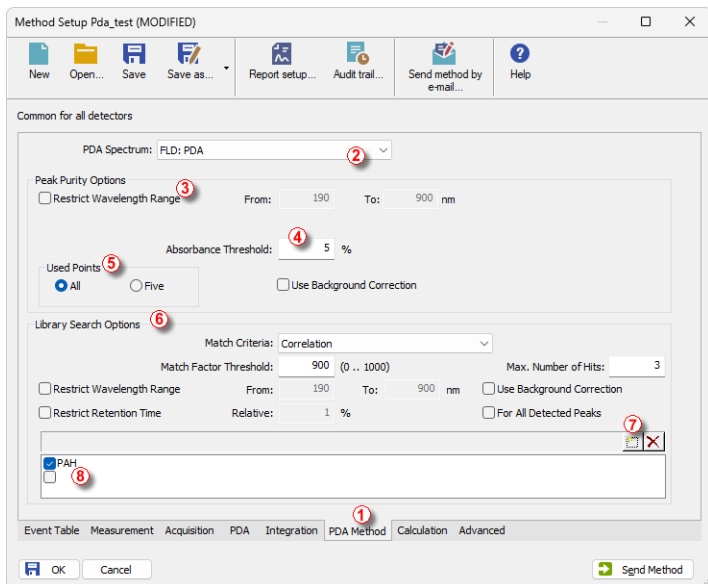 Method Setup Pda_test (MODIFIED)
New Open... Save Save as... Report setup... Audit trail... Send method by e-mail... Help
Common for all detectors
PDA Spectrum: FLD: PDA 2
Peak Purity Options
3
Restrict Wavelength Range From: 190 To: 900 nm
4
Absorbance Threshold: 5 %
Used Points 5
All Five Use Background Correction
Library Search Options 6
Match Criteria: Correlation
Match Factor Threshold: 900 (0 .. 1000) Max. Number of Hits: 3
Restrict Wavelength Range From: 190 To: 900 nm Use Background Correction
Restrict Retention Time Relative: 1 % For All Detected Peaks
7
PAH
8
1
Event Table Measurement Acquisition PDA Integration PDA Method Calculation Advanced
OK Cancel Send Method